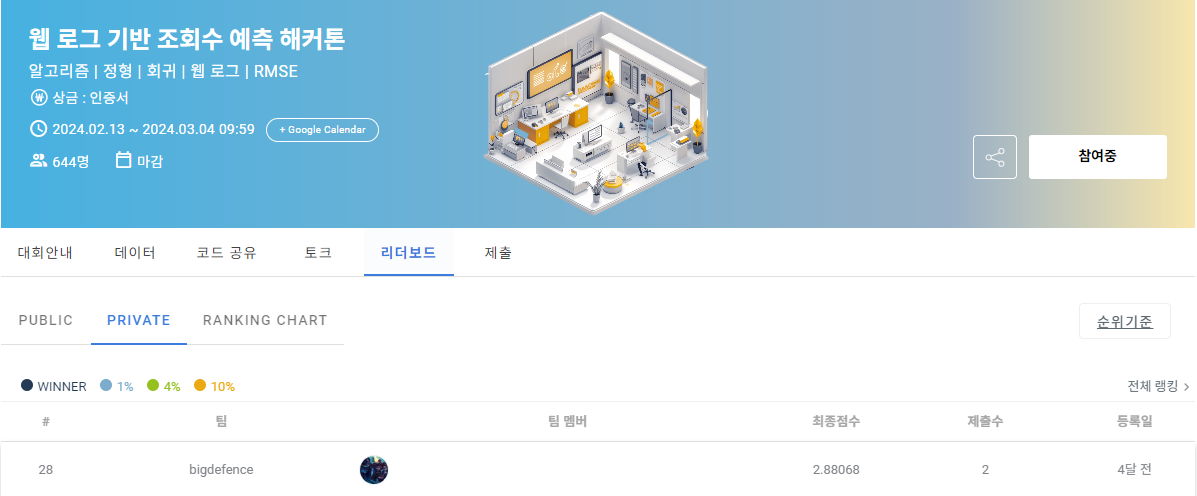 웹 로그 기반 조회수 예측 해커톤
알고리즘 | 정형 | 회귀 | 웹 로그 | RMSE
상금 : 인증서
2024.02.13 ~ 2024.03.04 09:59 + Google Calendar
644명 마감
참여중
대회안내 데이터 코드 공유 토크 리더보드 제출
PUBLIC PRIVATE RANKING CHART
순위기준
WINNER 1% 4% 10%
전체 랭킹 >
# 팀 팀 멤버 최종점수 제출수 등록일
28 bigdefence 2.88068 2 4달 전